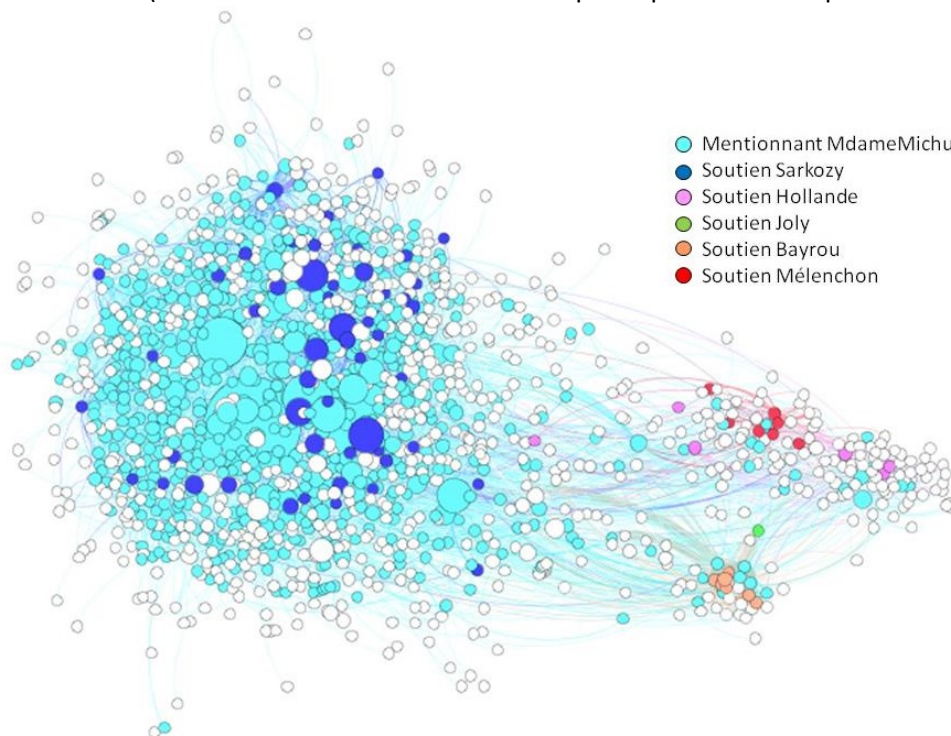 Mentionnant MdameMichu
Soutien Sarkozy
Soutien Hollande
Soutien Joly
Soutien Bayrou
Soutien Mélenchon